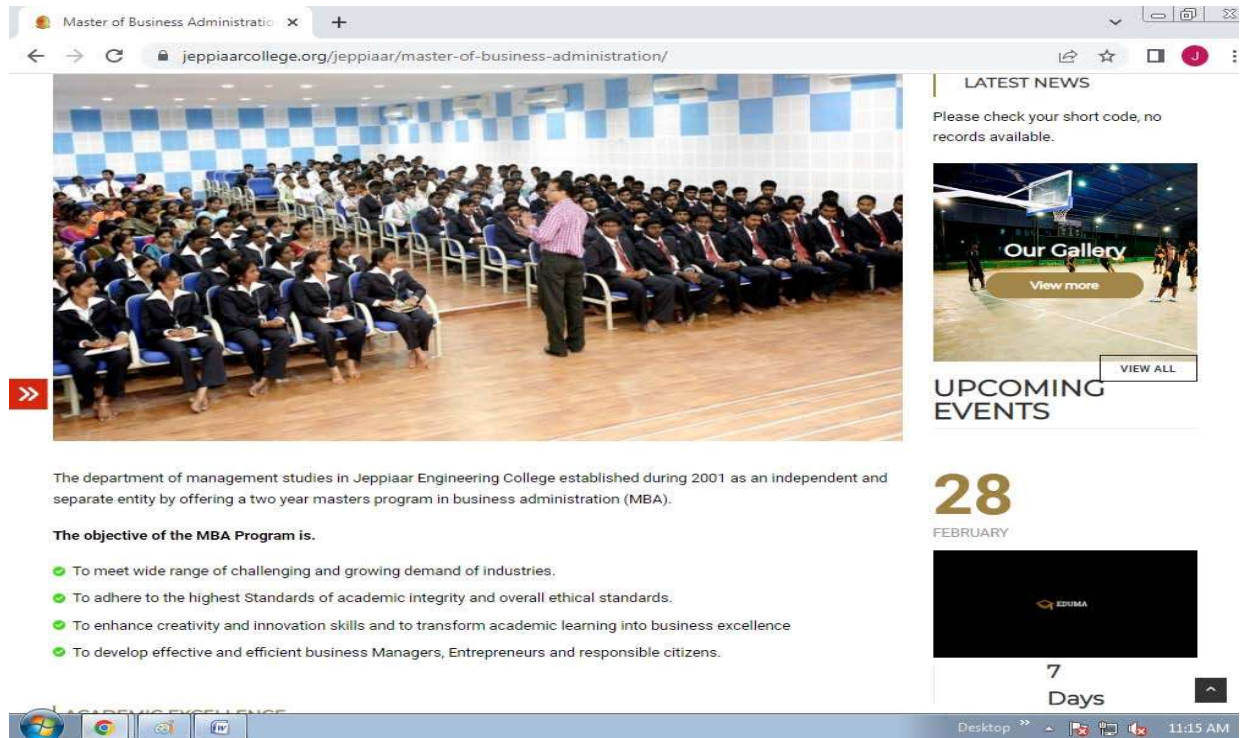 Master of Business Administratio
jeppiaarcollege.org/jeppiaar/master-of-business-administration/
J
LATEST NEWS
Please check your short code, no
records available.
Our Gallery
View more
VIEW ALL
UPCOMING
EVENTS
28
FEBRUARY
EDUMA
7
Days
The department of management studies in Jeppiaar Engineering College established during 2001 as an independent and
separate entity by offering a two year masters program in business administration (MBA).
The objective of the MBA Program is.
To meet wide range of challenging and growing demand of industries.
To adhere to the highest Standards of academic integrity and overall ethical standards.
To enhance creativity and innovation skills and to transform academic learning into business excellence
To develop effective and efficient business Managers, Entrepreneurs and responsible citizens.
ACADEMIC EXCELLENCE
Desktop
11:15 AM